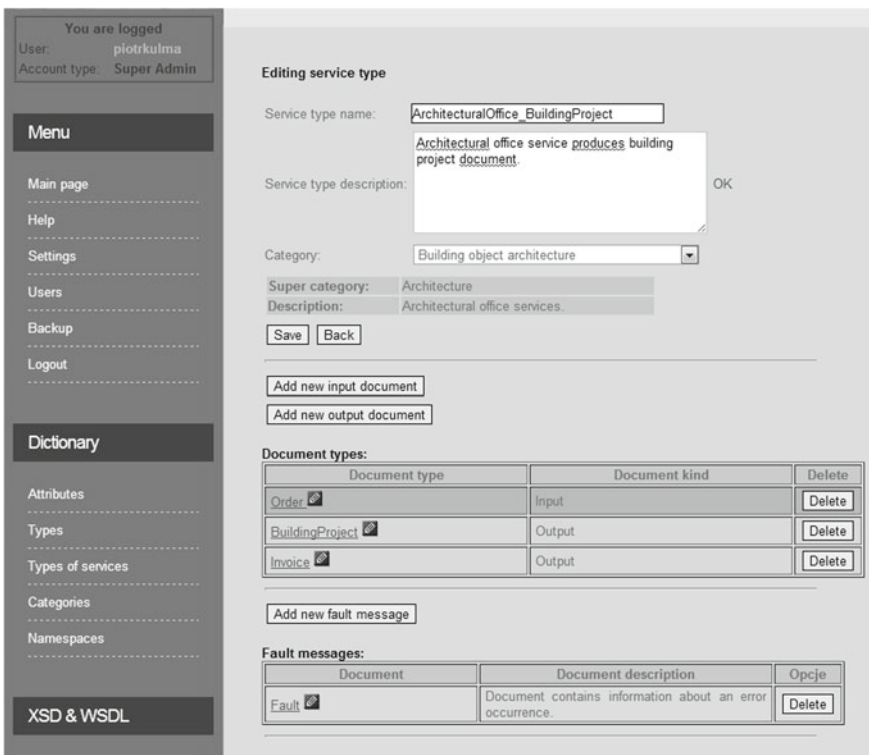 You are logged
User: piotrkulma
Account type: Super Admin
Menu
Main page
Help
Settings
Users
Backup
Logout
Dictionary
Attributes
Types
Types of services
Categories
Namespaces
XSD & WSDL
Editing service type
Service type name: ArchitecturalOffice_BuildingProject
Service type description: Architectural office service produces building
project document.
OK
Category: Building object architecture
Super category: Architecture
Description: Architectural office services.
Save Back
Add new input document
Add new output document
Document types:
Document type Document kind Delete
Order Input Delete
BuildingProject Output Delete
Invoice Output Delete
Add new fault message
Fault messages:
Document Document description Opcje
Fault Document contains information about an error
occurrence. Delete